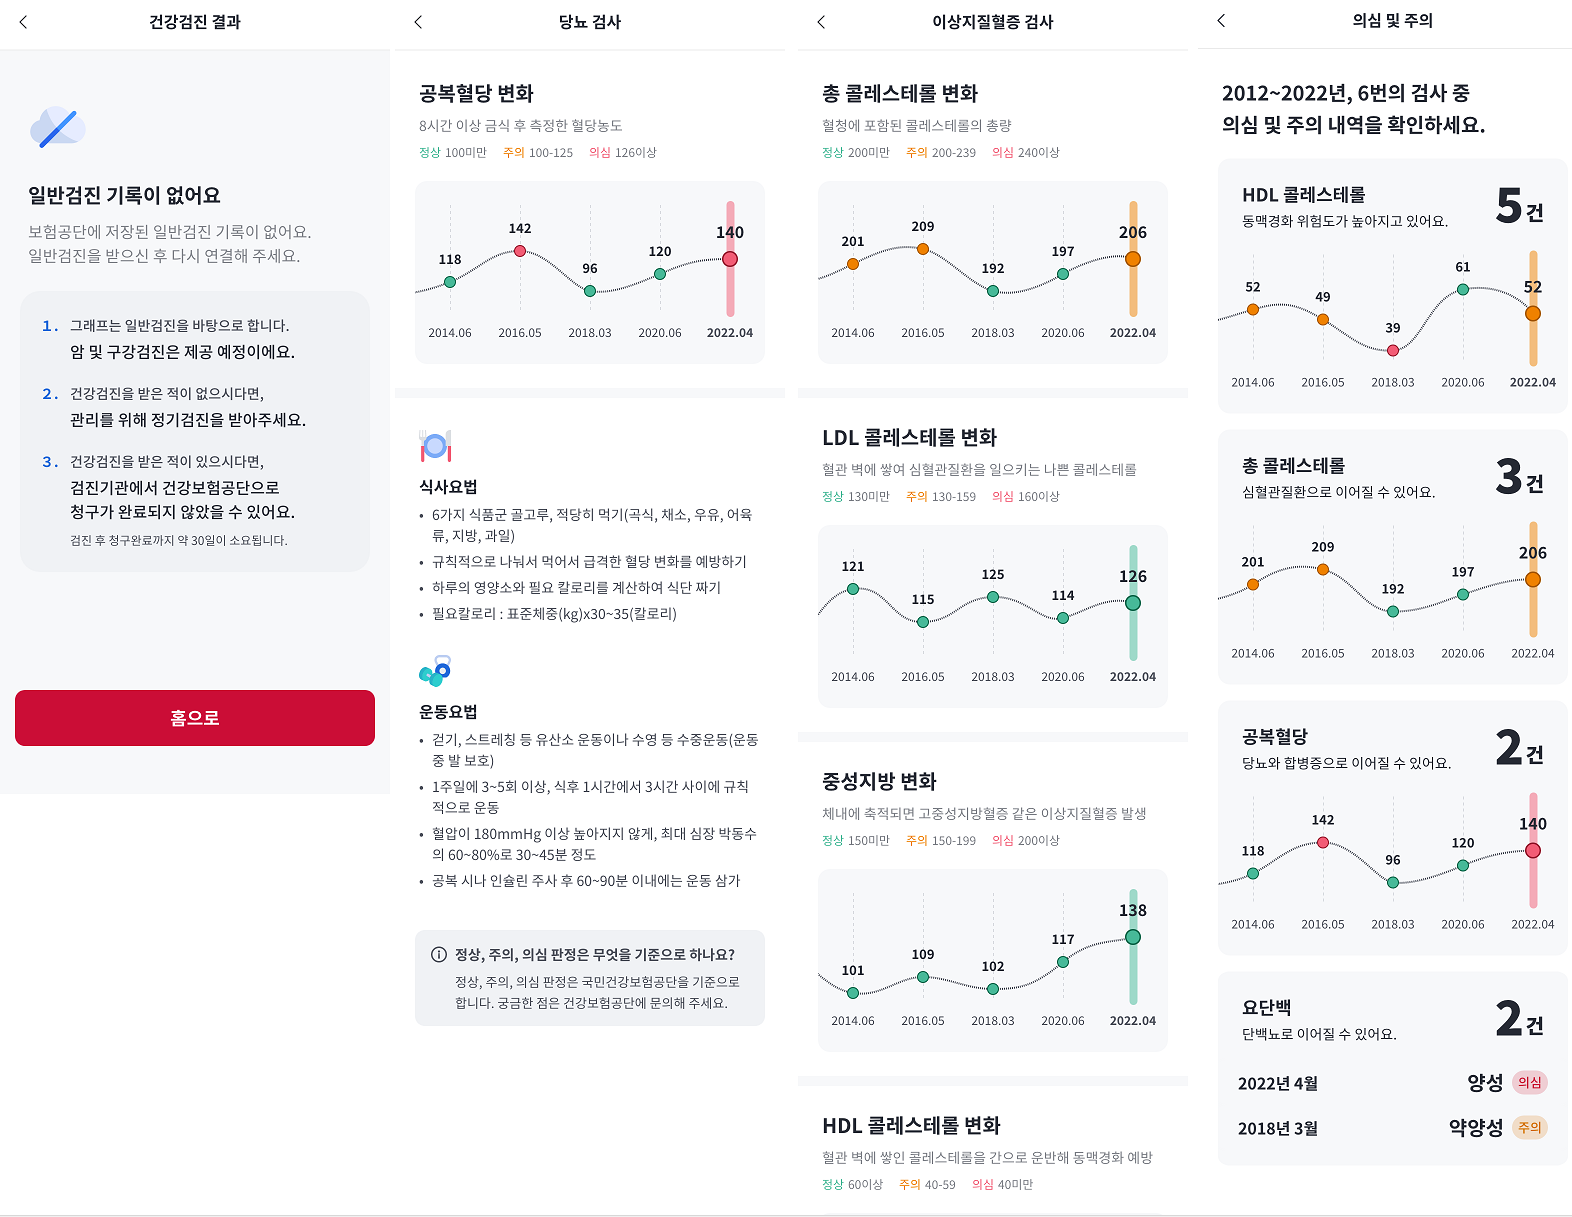 건강검진 결과
일반검진 기록이 없어요
보험공단에 저장된 일반검진 기록이 없어요.
일반검진을 받으신 후 다시 연결해 주세요.
1. 그래프는 일반검진을 바탕으로 합니다.
암 및 구강검진은 제공 예정이에요.
2. 건강검진을 받은 적이 없으시다면,
관리를 위해 정기검진을 받아주세요.
3. 건강검진을 받은 적이 있으시다면,
검진기관에서 건강보험공단으로
청구가 완료되지 않았을 수 있어요.
검진 후 청구완료까지 약 30일이 소요됩니다.
홈으로
당뇨 검사
공복혈당 변화
8시간 이상 금식 후 측정한 혈당농도
정상 100미만 주의 100-125 의심 126이상
118 142 96 120 140
2014.06 2016.05 2018.03 2020.06 2022.04
식사요법
• 6가지 식품군 골고루, 적당히 먹기(곡식, 채소, 우유, 어육
류, 지방, 과일)
• 규칙적으로 나눠서 먹어서 급격한 혈당 변화를 예방하기
• 하루의 영양소와 필요 칼로리를 계산하여 식단 짜기
• 필요칼로리 : 표준체중(kg)x30~35(칼로리)
운동요법
• 걷기, 스트레칭 등 유산소 운동이나 수영 등 수중운동(운동
중 발 보호)
• 1주일에 3~5회 이상, 식후 1시간에서 3시간 사이에 규칙
적으로 운동
• 혈압이 180mmHg 이상 높아지지 않게, 최대 심장 박동수
의 60~80%로 30~45분 정도
• 공복 시나 인슐린 주사 후 60~90분 이내에는 운동 삼가
정상, 주의, 의심 판정은 무엇을 기준으로 하나요?
정상, 주의, 의심 판정은 국민건강보험공단을 기준으로
합니다. 궁금한 점은 건강보험공단에 문의해 주세요.
이상지질혈증 검사
총 콜레스테롤 변화
혈청에 포함된 콜레스테롤의 총량
정상 200미만 주의 200-239 의심 240이상
201 209 192 197 206
2014.06 2016.05 2018.03 2020.06 2022.04
LDL 콜레스테롤 변화
혈관 벽에 쌓여 심혈관질환을 일으키는 나쁜 콜레스테롤
정상 130미만 주의 130-159 의심 160이상
121 115 125 114 126
2014.06 2016.05 2018.03 2020.06 2022.04
중성지방 변화
체내에 축적되면 고중성지방혈증 같은 이상지질혈증 발생
정상 150미만 주의 150-199 의심 200이상
101 109 102 117 138
2014.06 2016.05 2018.03 2020.06 2022.04
HDL 콜레스테롤 변화
혈관 벽에 쌓인 콜레스테롤을 간으로 운반해 동맥경화 예방
정상 60이상 주의 40-59 의심 40미만
의심 및 주의
2012~2022년, 6번의 검사 중
의심 및 주의 내역을 확인하세요.
HDL 콜레스테롤 5건
동맥경화 위험도가 높아지고 있어요.
52 49 39 61 52
2014.06 2016.05 2018.03 2020.06 2022.04
총 콜레스테롤 3건
심혈관질환으로 이어질 수 있어요.
201 209 192 197 206
2014.06 2016.05 2018.03 2020.06 2022.04
공복혈당 2건
당뇨와 합병증으로 이어질 수 있어요.
118 142 96 120 140
2014.06 2016.05 2018.03 2020.06 2022.04
요단백 2건
단백뇨로 이어질 수 있어요.
2022년 4월 양성 의심
2018년 3월 약양성 주의